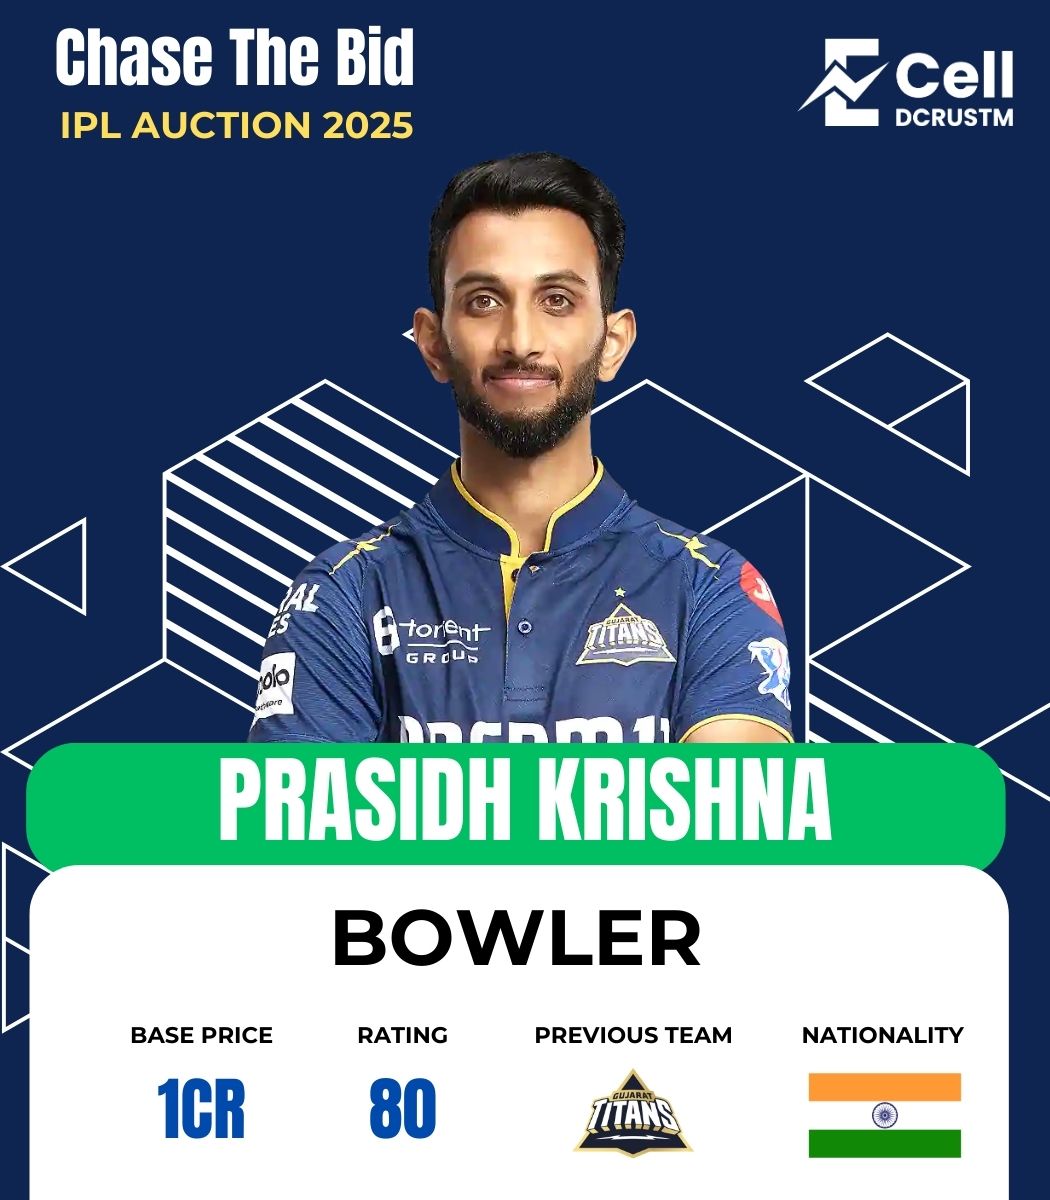 Chase The Bid
IPL AUCTION 2025
Cell
DCRUSTM
torrent
GROUP
GUJARAT
TITANS
PRASIDH KRISHNA
BOWLER
BASE PRICE
RATING
PREVIOUS TEAM
NATIONALITY
1CR
80
GUJARAT
TITANS